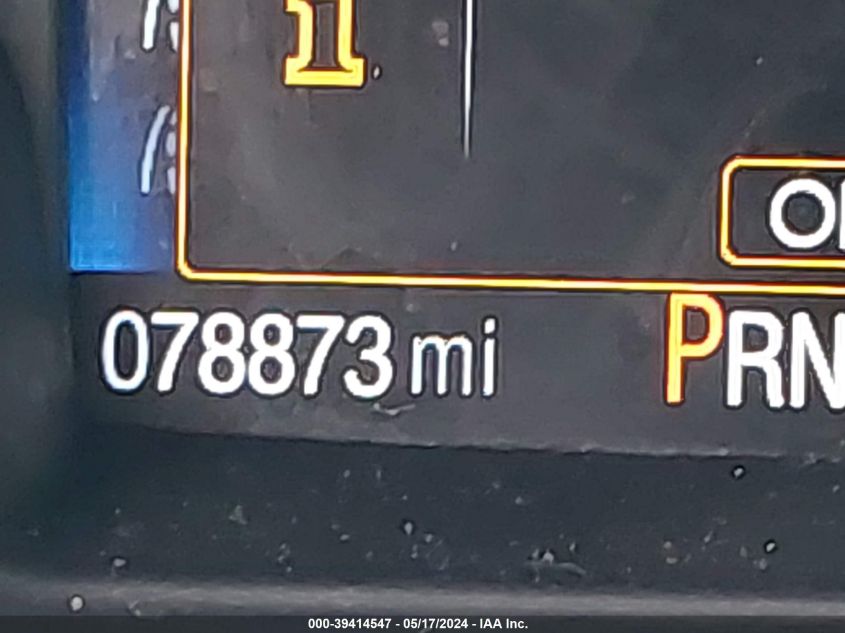 i
078873 mi
PRN
000-39414547 - 05/17/2024 - IAA Inc.